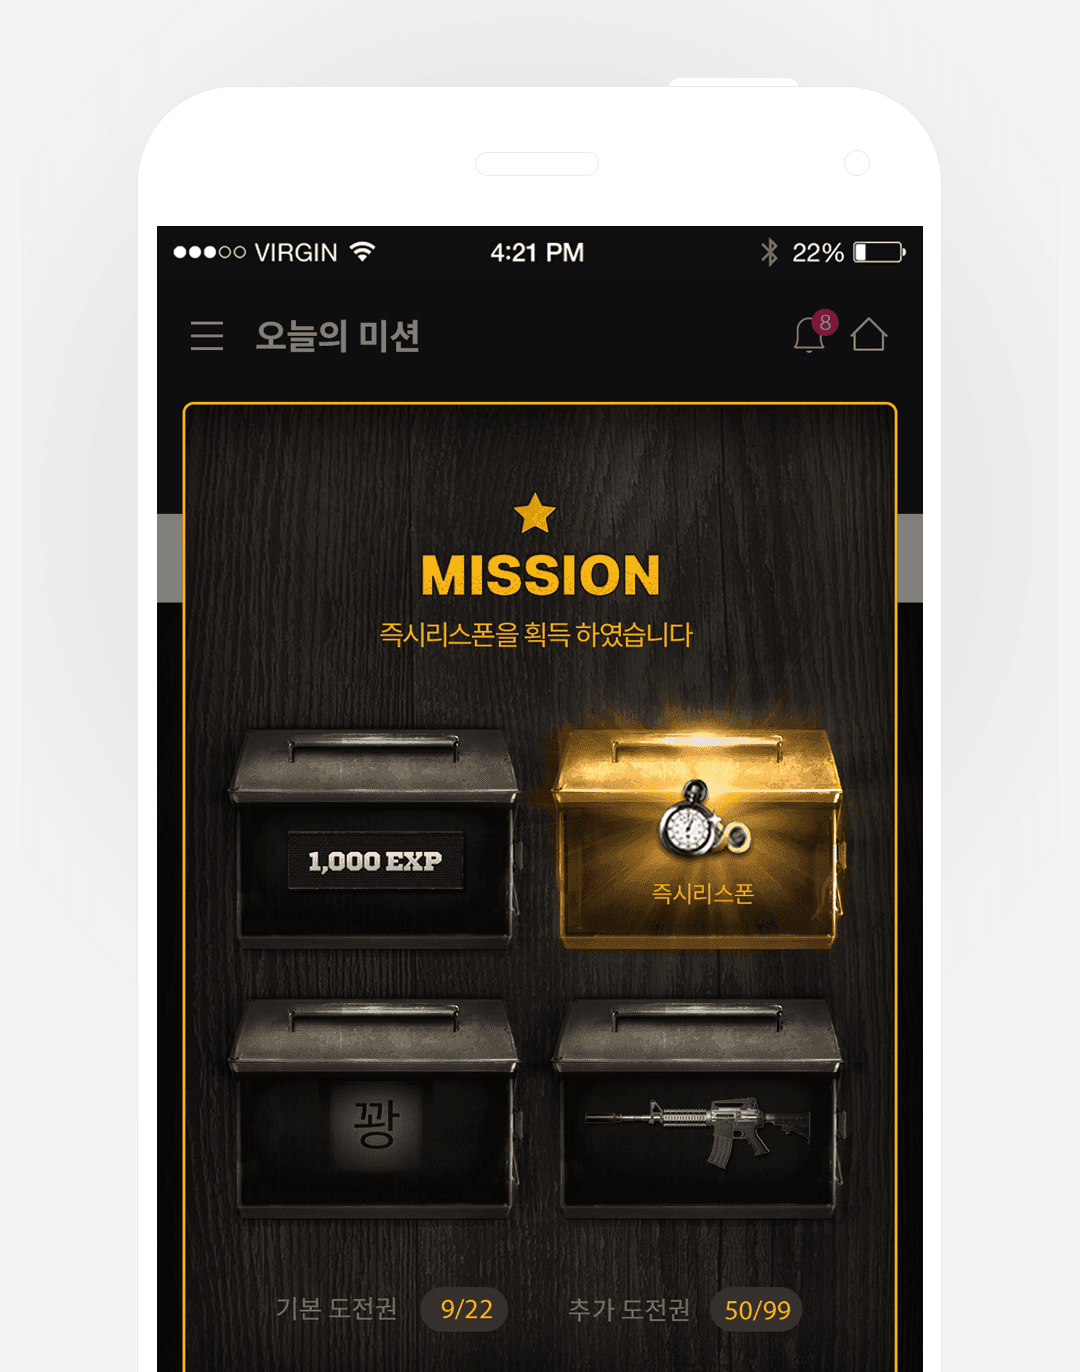 VIRGIN 4:21 PM 22%
오늘의 미션 8
MISSION
즉시리스폰을 획득 하였습니다
1,000 EXP
즉시리스폰
꽝
기본 도전권 9/22 추가 도전권 50/99